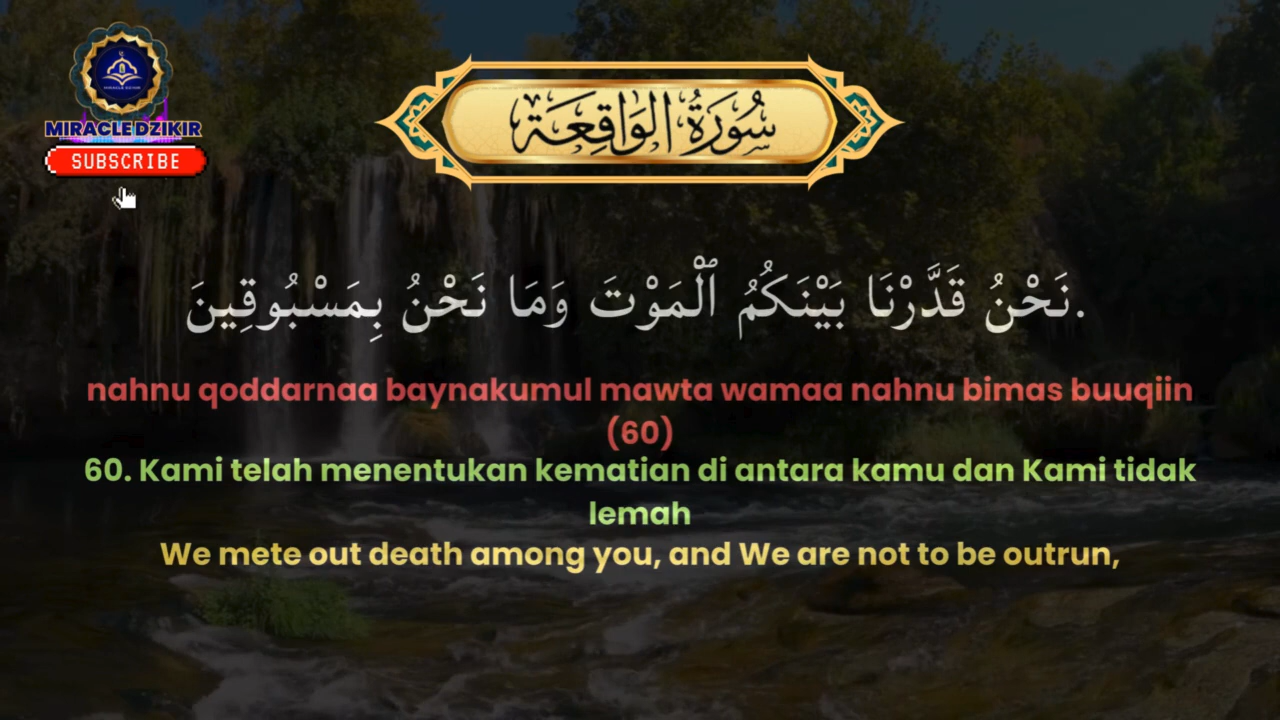 MIRACLE DZIKIR
MIRACLEDZIKIR
SUBSCRIBE
سُورَةُ الوَاقِعَة
نَحْنُ قَدَّرْنَا بَيْنَكُمُ ٱلْمَوْتَ وَمَا نَحْنُ بِمَسْبُوقِينَ.
nahnu qoddarnaa baynakumul mawta wamaa nahnu bimas buuqiin
(60)
60. Kami telah menentukan kematian di antara kamu dan Kami tidak
lemah
We mete out death among you, and We are not to be outrun,